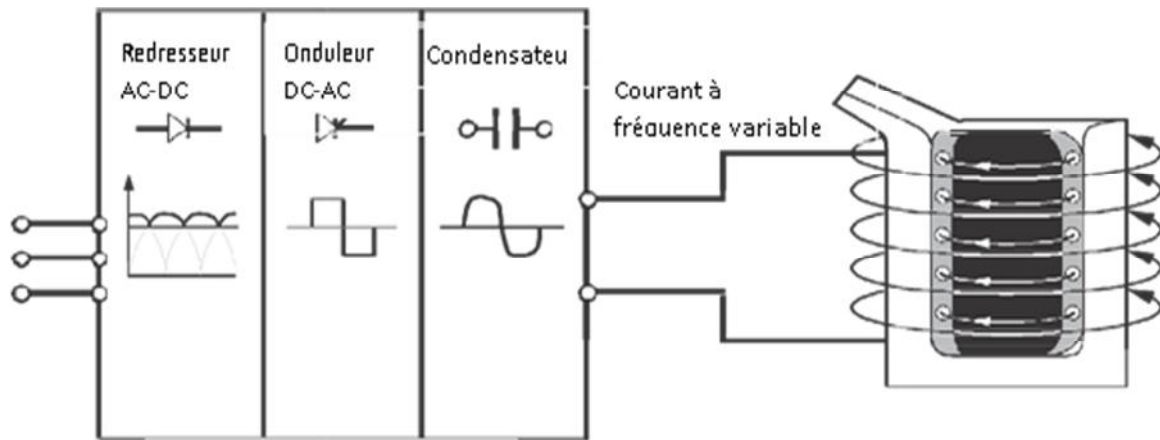 Redresseur
AC-DC
Onduleur
DC-AC
Condensateu
Courant à
fréquence variable